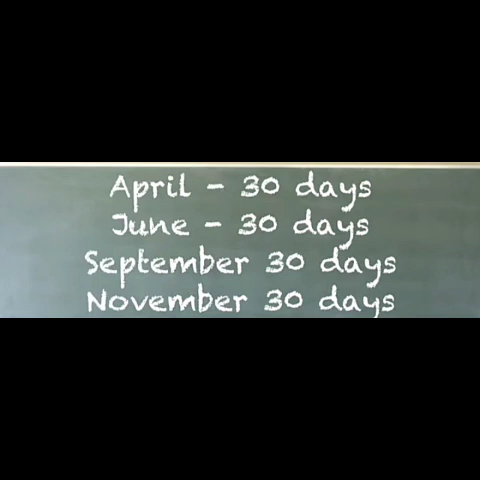 April - 30 days
June - 30 days
September 30 days
November 30 days